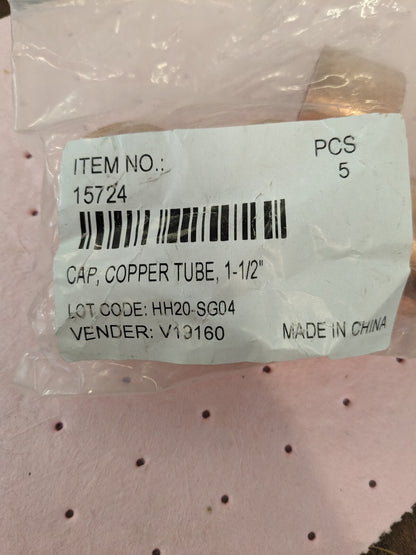 ITEM NO.:
PCS
15724
5
CAP, COPPER TUBE, 1-1/2"
LOT CODE: HH20-SG04
VENDER: V19160
MADE IN CHINA